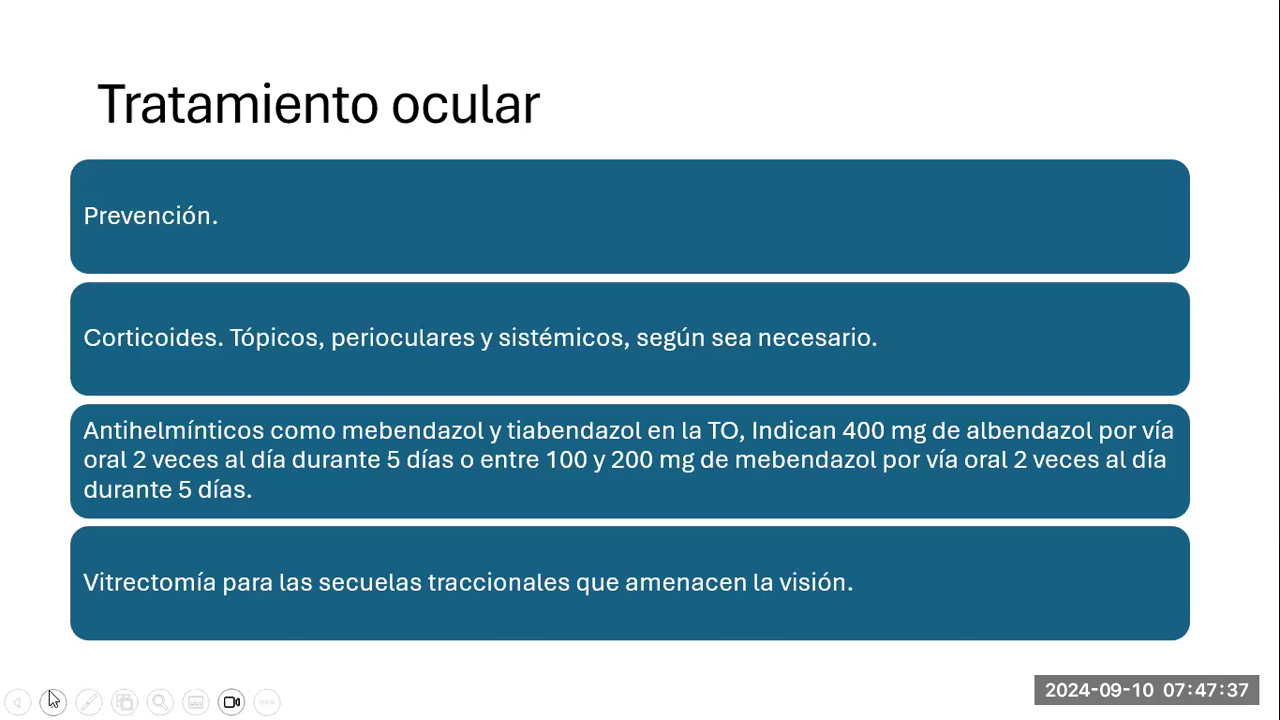 Tratamiento ocular
Prevención.
Corticoides. Tópicos, perioculares y sistémicos, según sea necesario.
Antihelmínticos como mebendazol y tiabendazol en la TO, Indican 400 mg de albendazol por vía
oral 2 veces al día durante 5 días o entre 100 y 200 mg de mebendazol por vía oral 2 veces al día
durante 5 días.
Vitrectomía para las secuelas traccionales que amenacen la visión.
2024-09-10 07:47:37